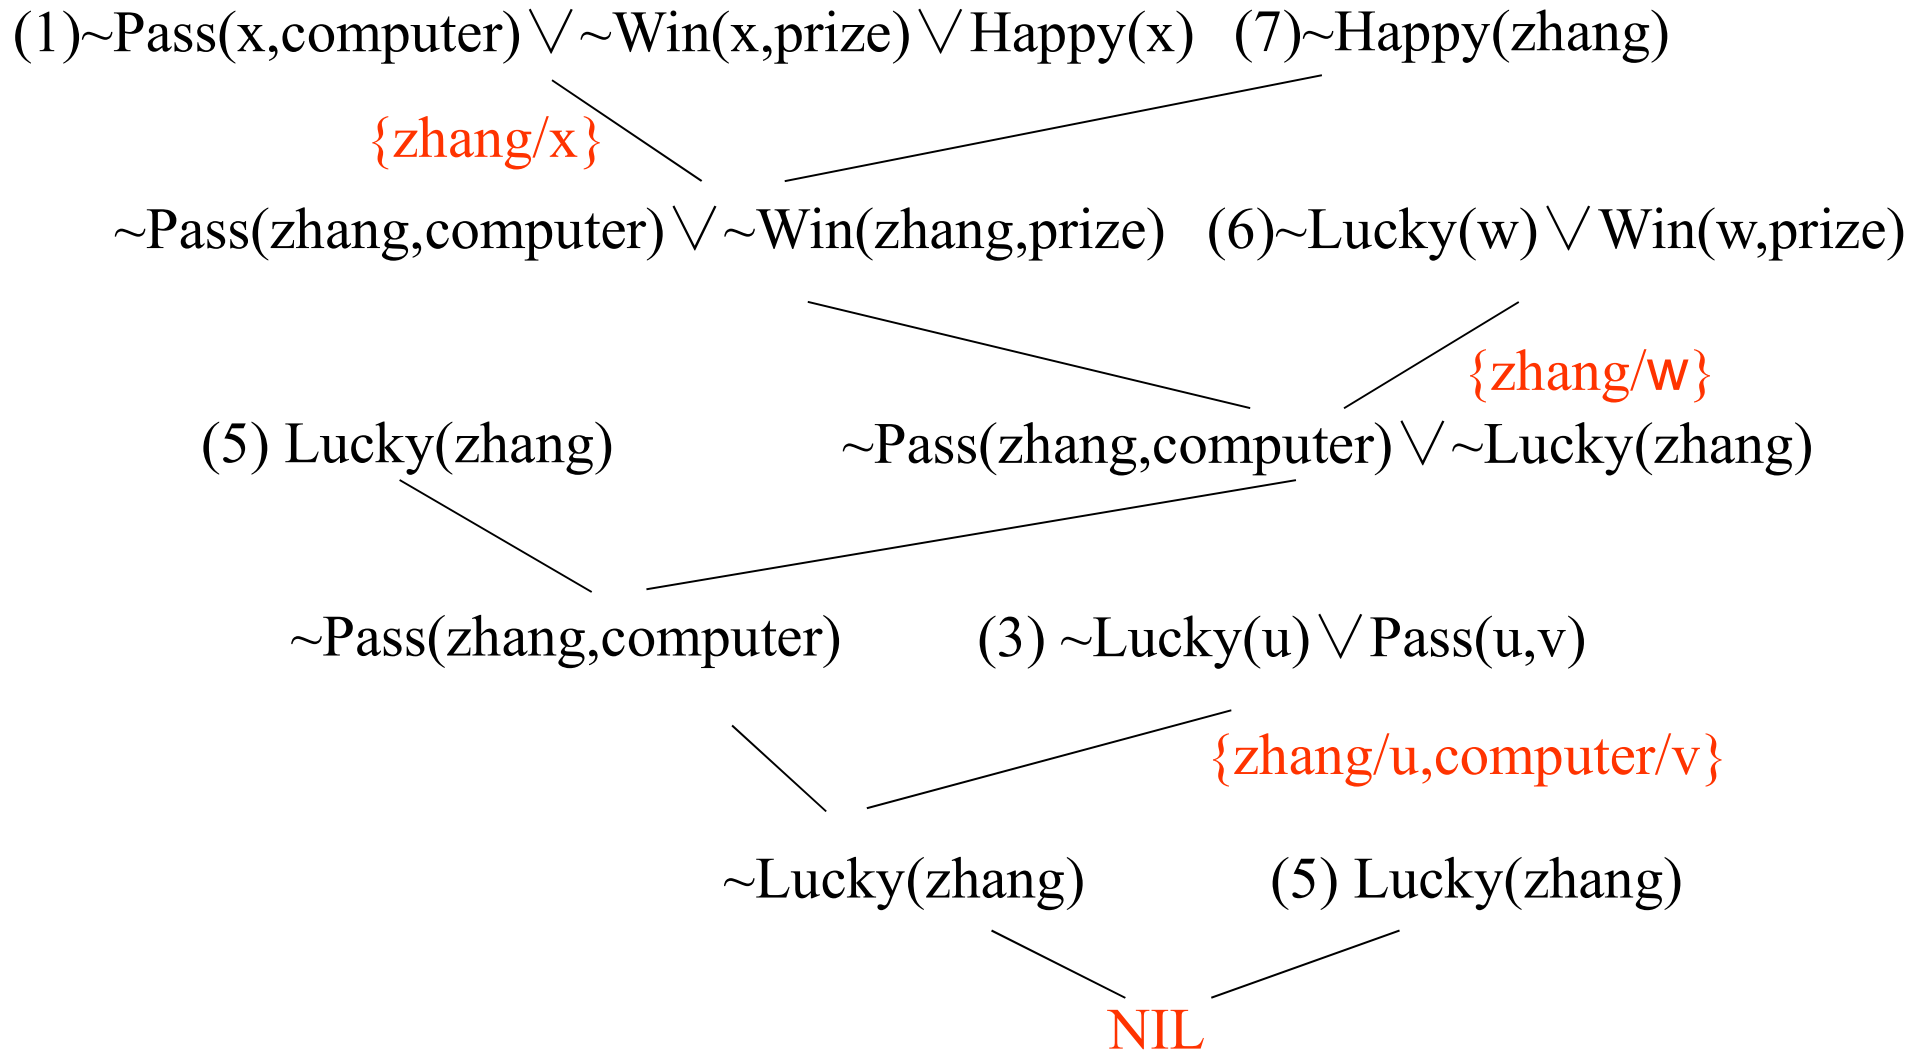 (1)~Pass(x,computer)∨~Win(x,prize)∨Happy(x) (7)~Happy(zhang)
{zhang/x}
~Pass(zhang,computer)∨~Win(zhang,prize) (6)~Lucky(w)∨Win(w,prize)
{zhang/w}
(5) Lucky(zhang) ~Pass(zhang,computer)∨~Lucky(zhang)
~Pass(zhang,computer) (3) ~Lucky(u)∨Pass(u,v)
{zhang/u,computer/v}
~Lucky(zhang) (5) Lucky(zhang)
NIL